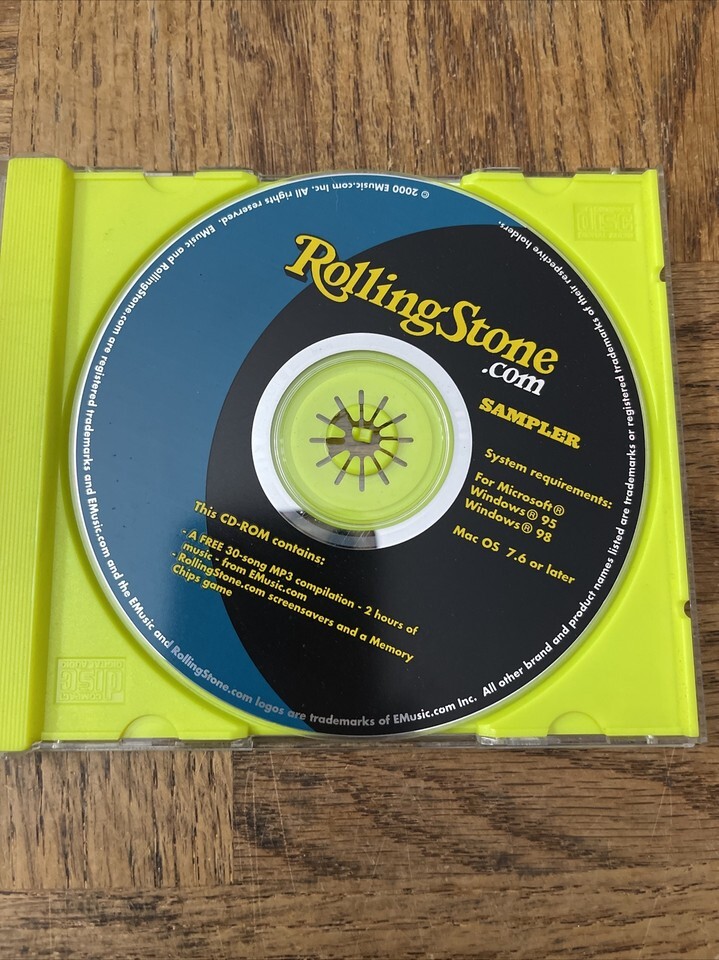 RollingStone
.com
SAMPLER
System requirements:
For Microsoft®
Windows® 95
Windows® 98
Mac OS 7.6 or later
This CD-ROM contains:
- A FREE 30-song MP3 compilation - 2 hours of
music - from EMusic.com
- RollingStone.com screensavers and a Memory
Chips game
© 2000 EMusic.com Inc. All rights reserved. EMusic and RollingStone.com are registered trademarks and EMusic.com and the EMusic and RollingStone.com logos are trademarks of EMusic.com Inc. All other brand and product names listed are trademarks or registered trademarks of their respective holders.
disc
disc